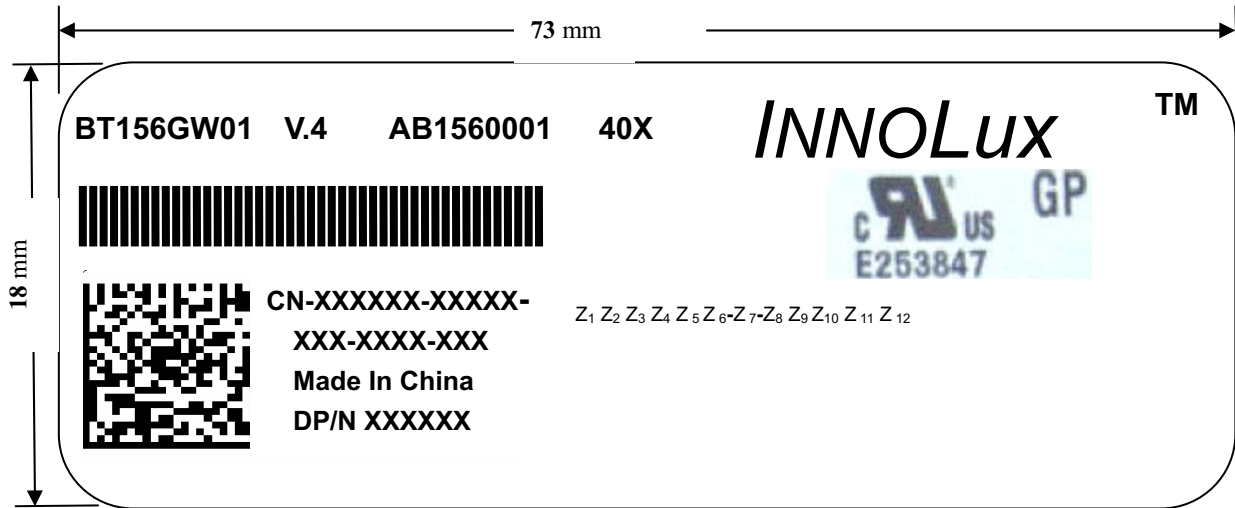 73 mm
BT156GW01 V.4 AB1560001 40X INNOLux TM
18 mm
c RU US GP
E253847
CN-XXXXXX-XXXXX-
XXX-XXXX-XXX
Made In China
DP/N XXXXXX
Z1 Z2 Z3 Z4 Z5 Z6-Z7-Z8 Z9 Z10 Z11 Z12